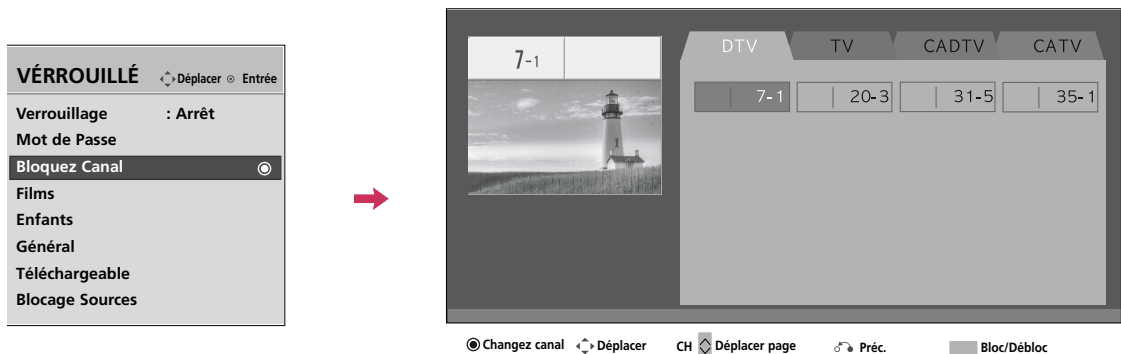 VÉRROUILLÉ Déplacer Entrée
Verrouillage : Arrêt
Mot de Passe
Bloquez Canal
Films
Enfants
Général
Téléchargeable
Blocage Sources
7-1
DTV TV CADTV CATV
7-1 20-3 31-5 35-1
Changez canal Déplacer CH Déplacer page Préc. Bloc/Débloc